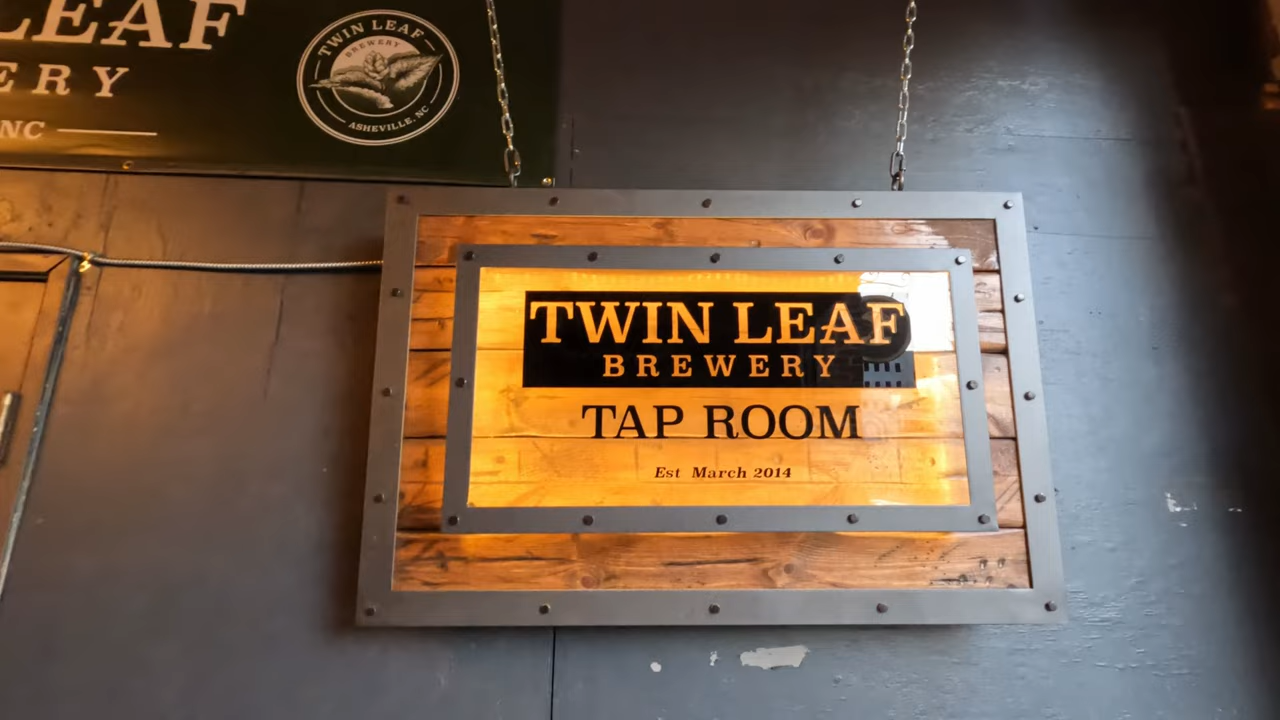 LEAF
ERY
NC
TWIN LEAF
BREWERY
ASHEVILLE, NC
TWIN LEAF
BREWERY
TAP ROOM
Est March 2014